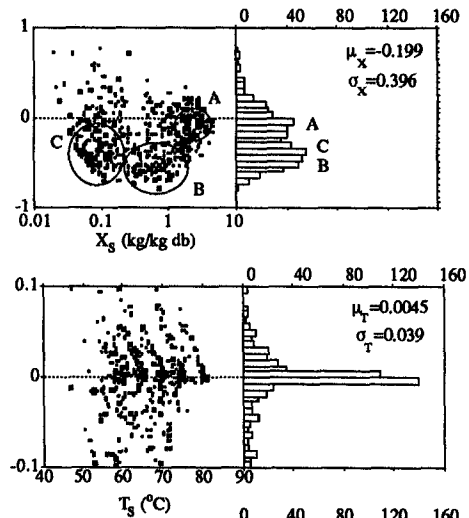 0 40 80 120 160
1
μX=-0.199
σX=0.396
A
0
A
C
C
B
B
-1
0.01 0.1 1 10
XS (kg/kg db)
0 40 80 120 160
0.1
μT=0.0045
σT=0.039
0
-0.1
40 50 60 70 80 90
TS (°C)
0 40 80 120 160